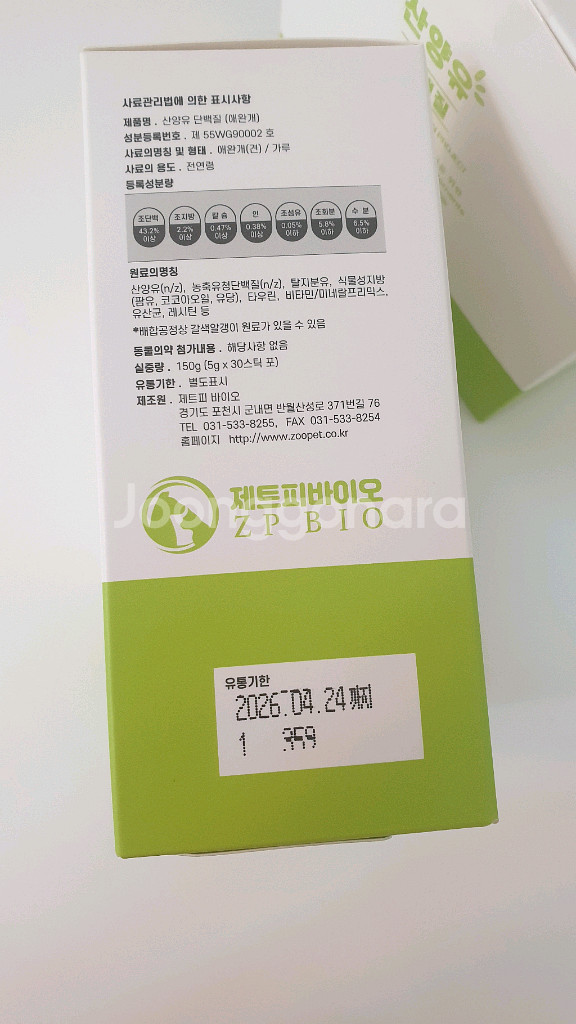 산양유
사료관리법에 의한 표시사항
제품명 . 산양유 단백질 (애완개)
성분등록번호 . 제 55WG90002 호
사료의명칭 및 형태 . 애완개(견) / 가루
사료의 용도 . 전연령
등록성분량
조단백 조지방 칼슘 인 조섬유 조회분 수분
43.2% 2.2% 0.47% 0.38% 0.05% 5.8% 6.5%
이상 이상 이상 이상 이하 이하 이하
원료의명칭
산양유(n/z), 농축유청단백질(n/z), 탈지분유, 식물성지방
(팜유, 코코아오일, 유당), 타우린, 비타민/미네랄프리믹스,
유산균, 레시틴 등
*배합공정상 갈색알갱이 원료가 있을 수 있음
동물의약 첨가내용 . 해당사항 없음
실중량 . 150g (5g x 30스틱 포)
유통기한 . 별도표시
제조원 . 제트피 바이오
경기도 포천시 군내면 반월산성로 371번길 76
TEL 031-533-8255, FAX 031-533-8254
홈페이지 http://www.zoopet.co.kr
제트피바이오
ZP BIO
Joonggonara
유통기한
2026.04.24까지
1